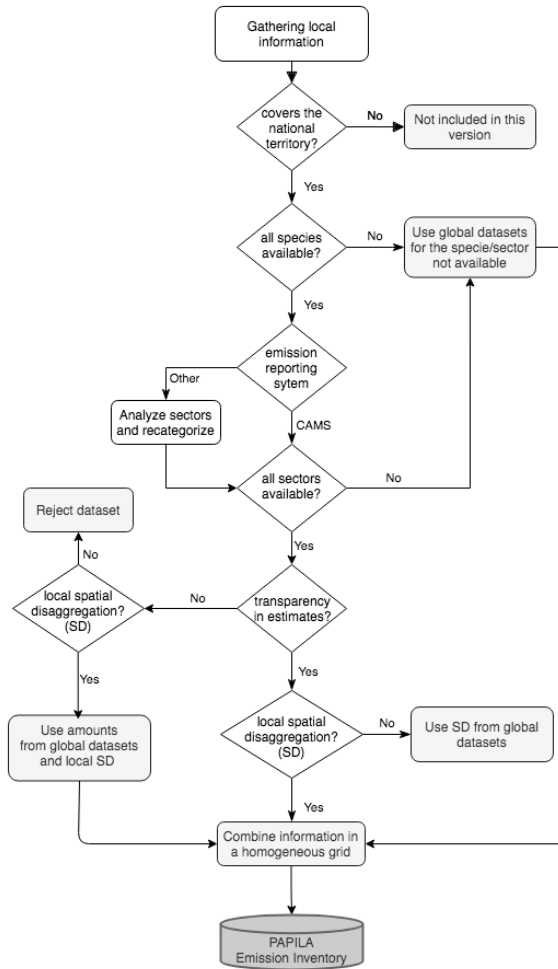 Gathering local
information
covers the
national
territory?
No
Not included in this
version
Yes
all species
available?
No
Use global datasets
for the specie/sector
not available
Yes
emission
reporting
sytem
Other
Analyze sectors
and recategorize
CAMS
all sectors
available?
No
Reject dataset
Yes
No
local spatial
disaggregation?
(SD)
No
transparency
in estimates?
Yes
Yes
Use amounts
from global datasets
and local SD
local spatial
disaggregation?
(SD)
No
Use SD from global
datasets
Yes
Combine information in
a homogeneous grid
PAPILA
Emission Inventory